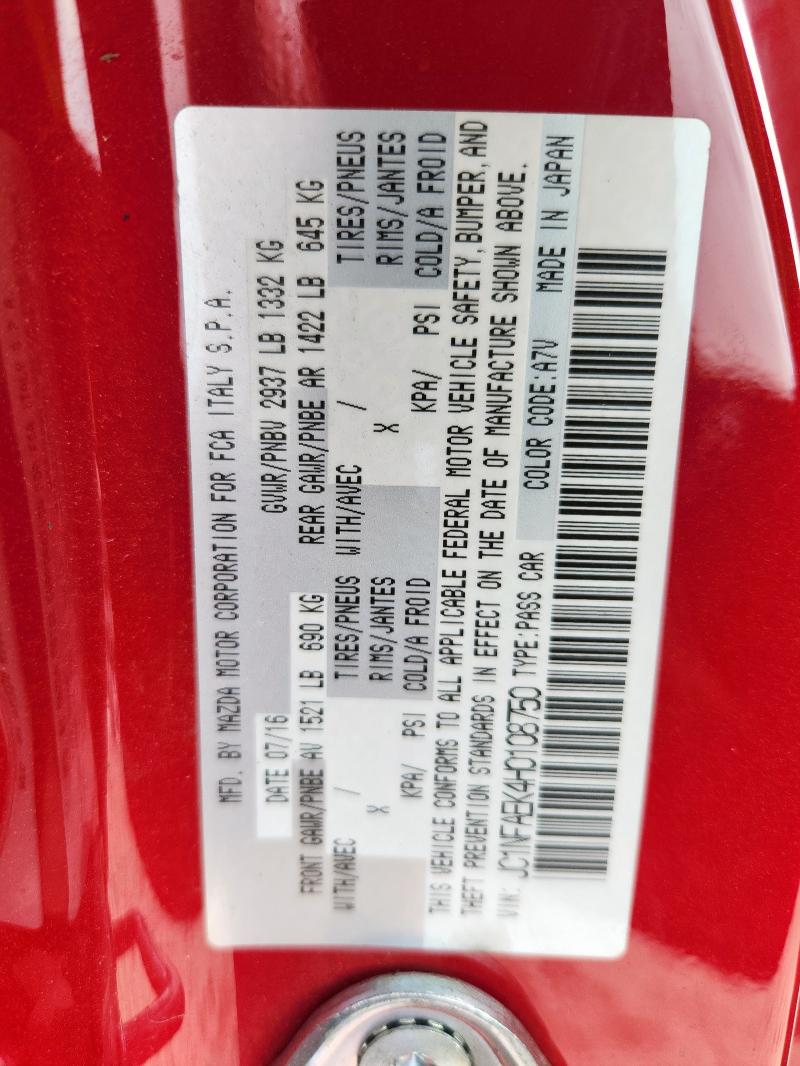 MFD. BY MAZDA MOTOR CORPORATION FOR FCA ITALY S.P.A.
DATE 07/16 GVWR/PNBV 2937 LB 1332 KG
FRONT GAWR/PNBE AV 1521 LB 690 KG REAR GAWR/PNBE AR 1422 LB 645 KG
WITH/AVEC / TIRES/PNEUS WITH/AVEC / TIRES/PNEUS
X RIMS/JANTES X RIMS/JANTES
KPA/ PSI COLD/A FROID KPA/ PSI COLD/A FROID
THIS VEHICLE CONFORMS TO ALL APPLICABLE FEDERAL MOTOR VEHICLE SAFETY, BUMPER, AND
THEFT PREVENTION STANDARDS IN EFFECT ON THE DATE OF MANUFACTURE SHOWN ABOVE.
VIN: JC1NFAEK4H0108750 TYPE:PASS CAR COLOR CODE:A7V MADE IN JAPAN